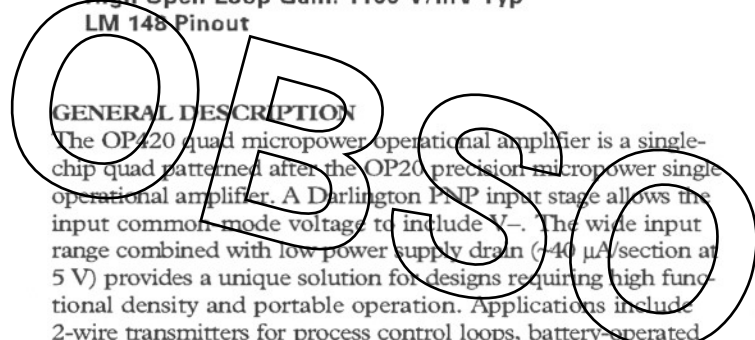 High Open Loop Gain: 1100 V/mV Typ
LM 148 Pinout
GENERAL DESCRIPTION
The OP420 quad micropower operational amplifier is a single-
chip quad patterned after the OP20 precision micropower single
operational amplifier. A Darlington PNP input stage allows the
input common-mode voltage to include V–. The wide input
range combined with low power supply drain (~40 μA/section at
5 V) provides a unique solution for designs requiring high func-
tional density and portable operation. Applications include
2-wire transmitters for process control loops, battery-operated
OBSO